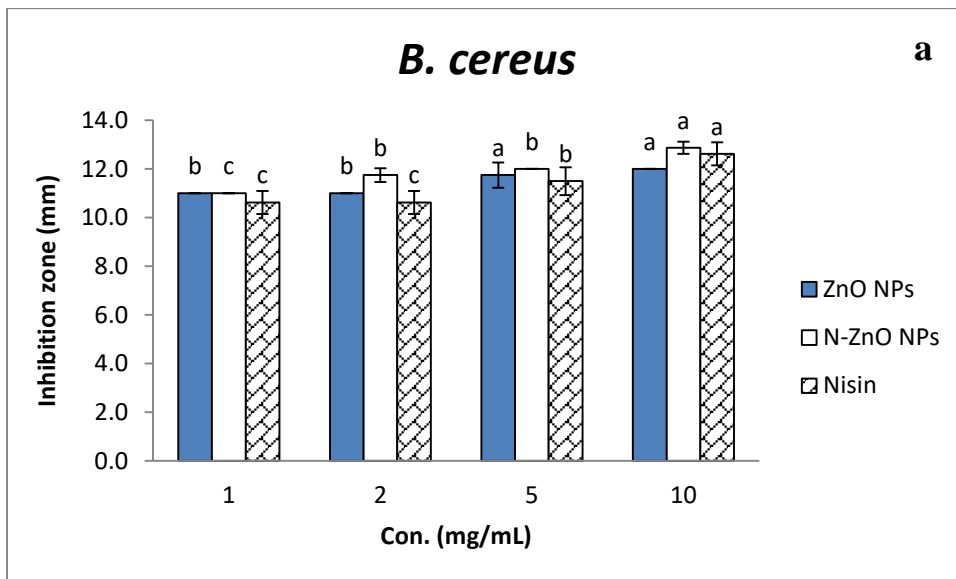 B. cereus
a
Inhibition zone (mm)
14.0
12.0
10.0
8.0
6.0
4.0
2.0
0.0
b c c
b b c
a b b
a a a
1 2 5 10
Con. (mg/mL)
ZnO NPs
N-ZnO NPs
Nisin